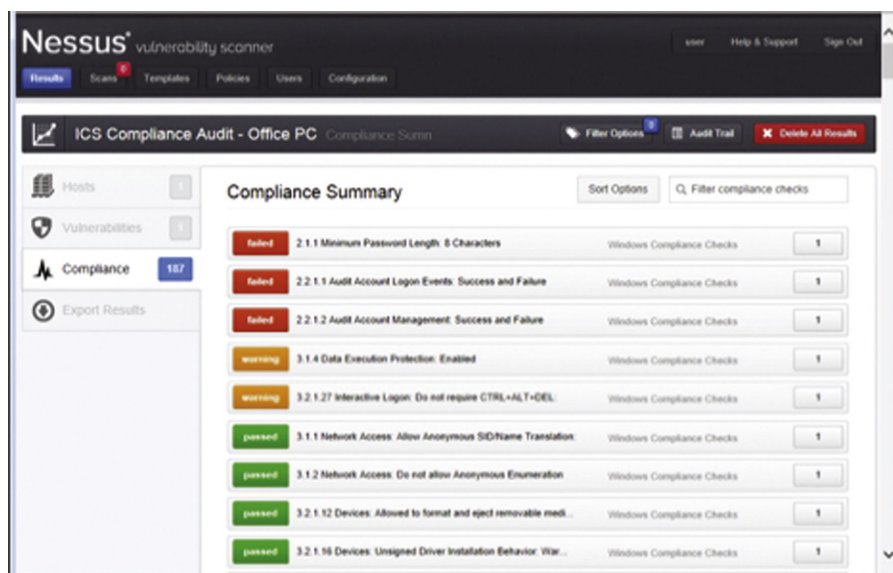 Nessus® vulnerability scanner
user Help & Support Sign Out
Results Scans 0 Templates Policies Users Configuration
ICS Compliance Audit - Office PC Compliance Summ
Filter Options 0 Audit Trail Delete All Results
Hosts 1
Vulnerabilities 1
Compliance 187
Export Results
Compliance Summary Sort Options Filter compliance checks
failed 2.1.1 Minimum Password Length: 8 Characters Windows Compliance Checks 1
failed 2.2.1.1 Audit Account Logon Events: Success and Failure Windows Compliance Checks 1
failed 2.2.1.2 Audit Account Management: Success and Failure Windows Compliance Checks 1
warning 3.1.4 Data Execution Protection: Enabled Windows Compliance Checks 1
warning 3.2.1.27 Interactive Logon: Do not require CTRL+ALT+DEL: Windows Compliance Checks 1
passed 3.1.1 Network Access: Allow Anonymous SID/Name Translation: Windows Compliance Checks 1
passed 3.1.2 Network Access: Do not allow Anonymous Enumeration Windows Compliance Checks 1
passed 3.2.1.12 Devices: Allowed to format and eject removable medi... Windows Compliance Checks 1
passed 3.2.1.16 Devices: Unsigned Driver Installation Behavior: War... Windows Compliance Checks 1